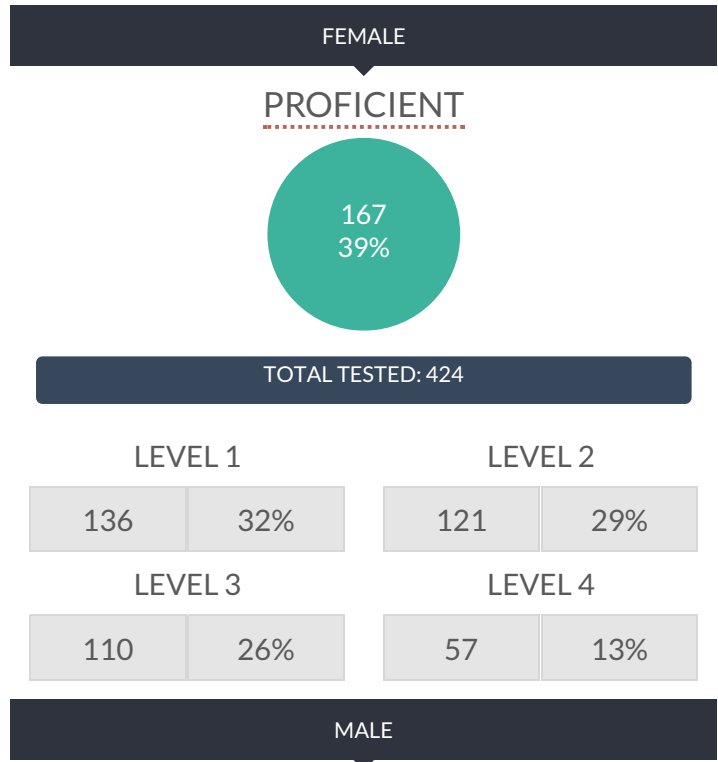 FEMALE
PROFICIENT
167
39%
TOTAL TESTED: 424
LEVEL 1
LEVEL 2
136 32%
121 29%
LEVEL 3
LEVEL 4
110 26%
57 13%
MALE